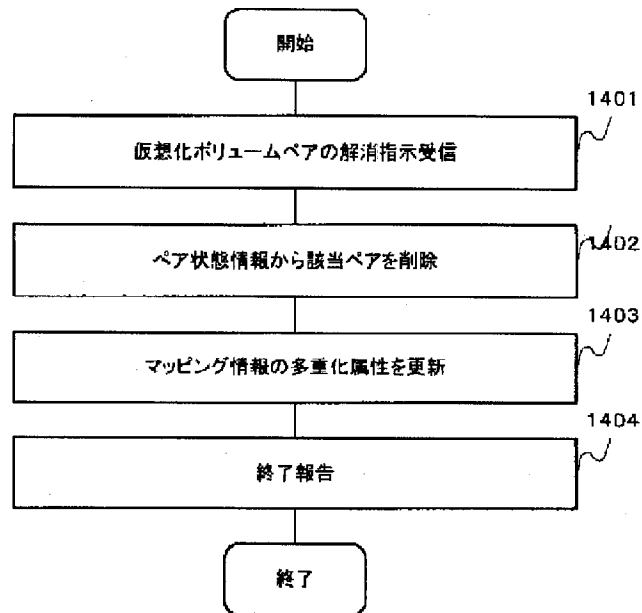 開始
1401
仮想化ボリュームペアの解消指示受信
1402
ペア状態情報から該当ペアを削除
1403
マッピング情報の多重化属性を更新
1404
終了報告
終了